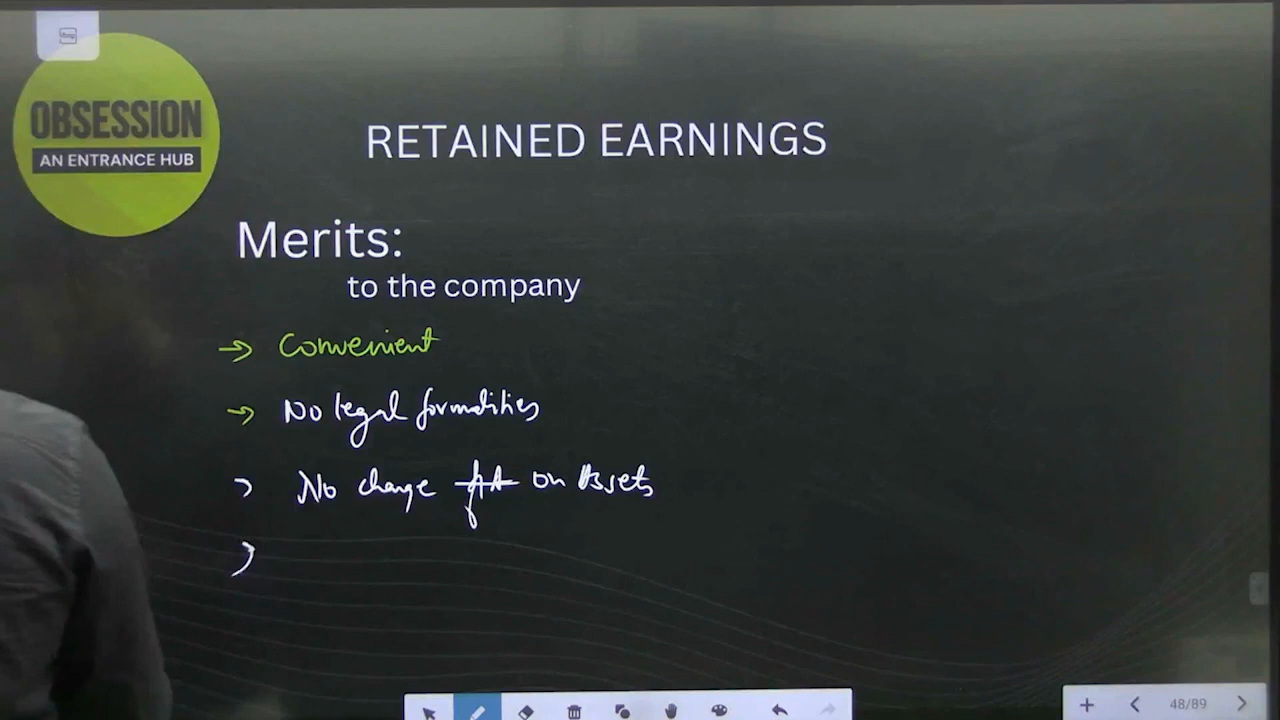 OBSESSION
AN ENTRANCE HUB
RETAINED EARNINGS
Merits:
to the company
→ Convenient
→ No legal formalities
No change on Assets
48/89